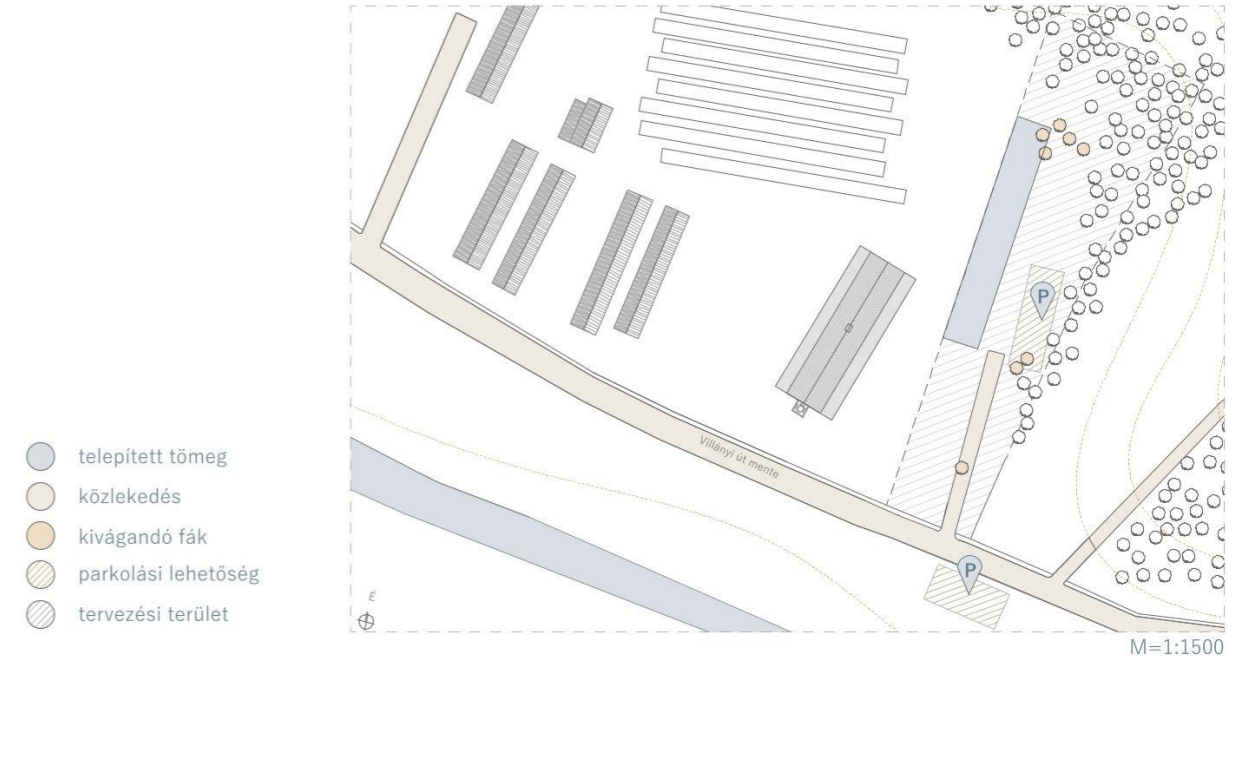 telepített tömeg
közlekedés
kivágandó fák
parkolási lehetőség
tervezési terület
P
Villányi út mente
P
É
M=1:1500